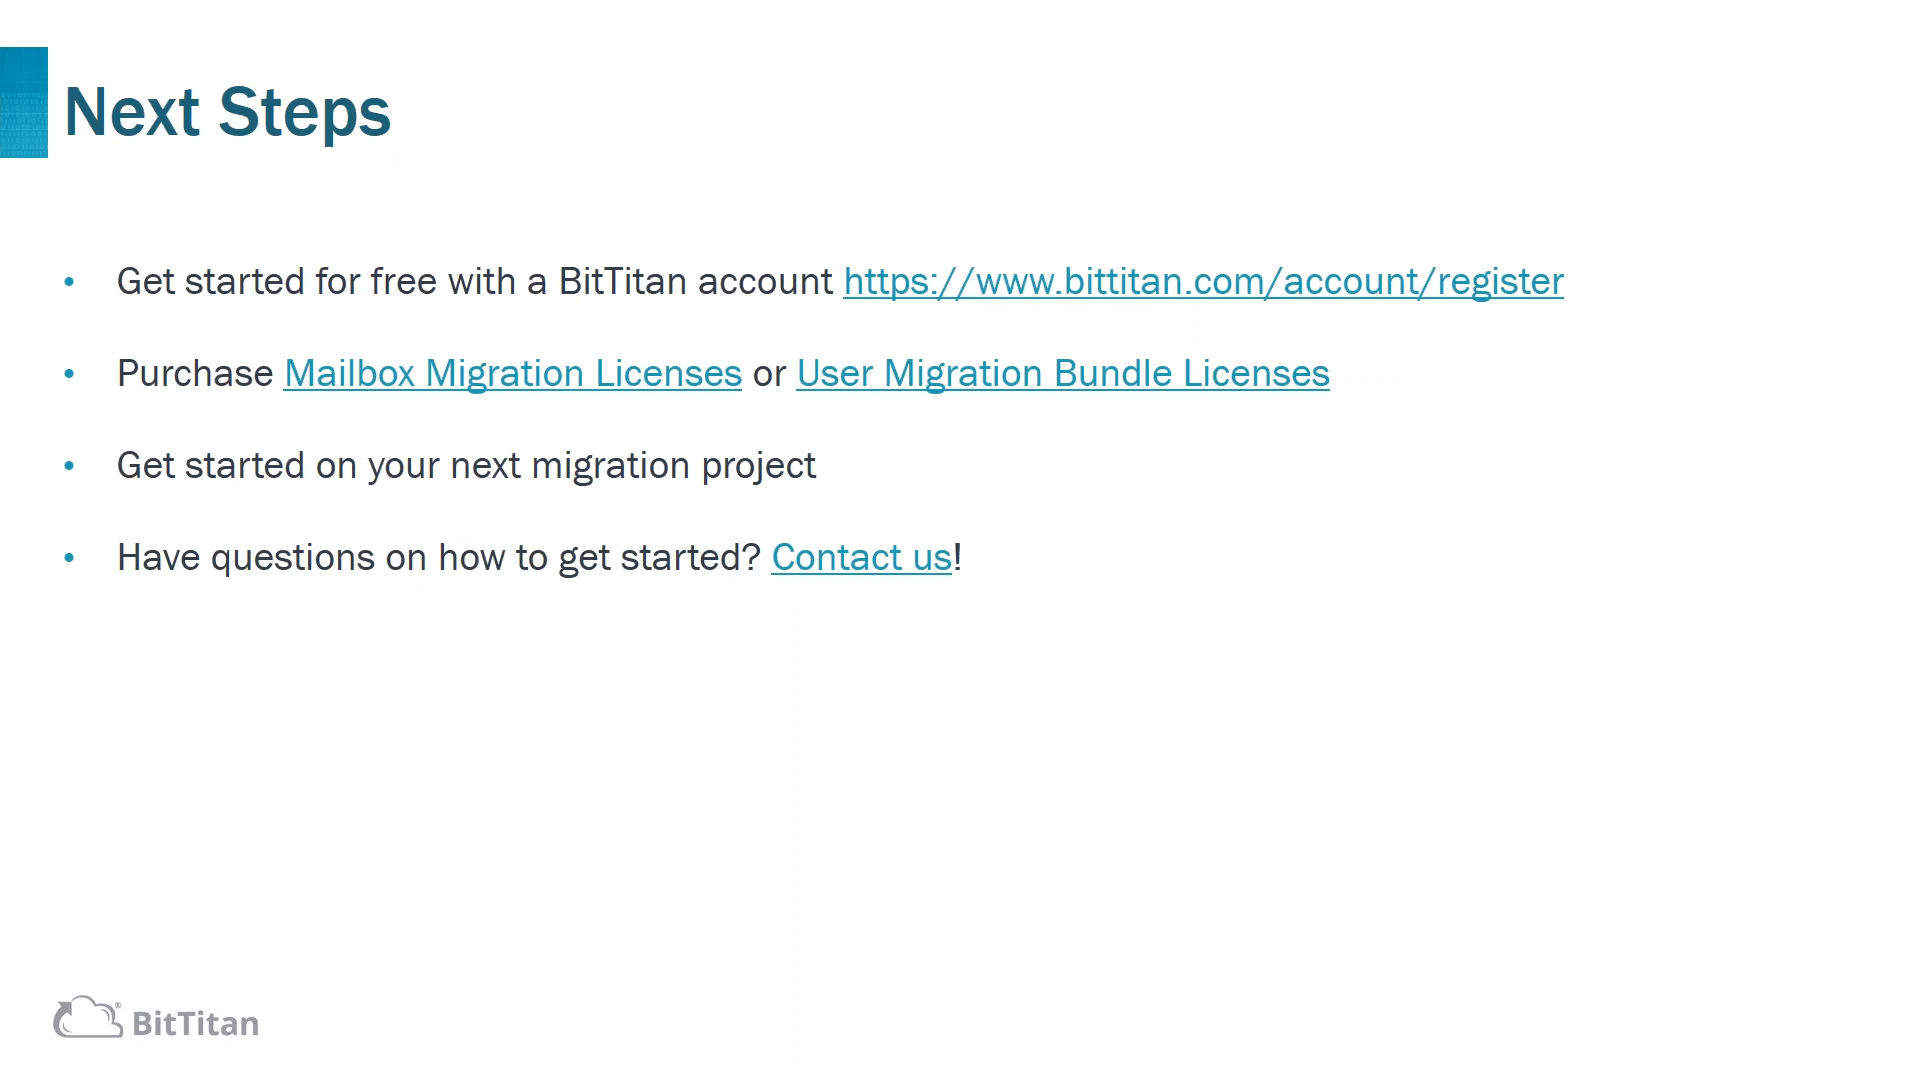 Next Steps
• Get started for free with a BitTitan account https://www.bittitan.com/account/register
• Purchase Mailbox Migration Licenses or User Migration Bundle Licenses
• Get started on your next migration project
• Have questions on how to get started? Contact us!
BitTitan